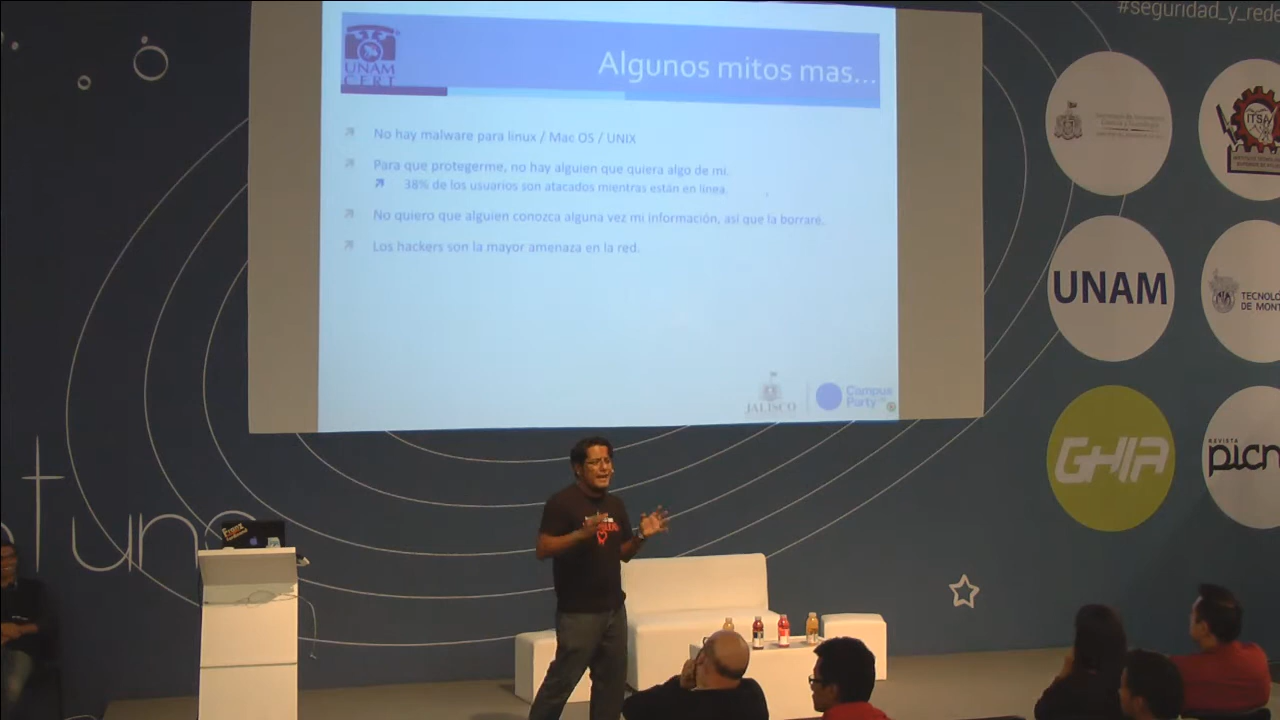 #seguridad_y_rede
UNAM
CERT
Algunos mitos mas...
No hay malware para linux / Mac OS / UNIX
Para que protegerme, no hay alguien que quiera algo de mi.
38% de los usuarios son atacados mientras están en línea.
No quiero que alguien conozca alguna vez mi información, asi que la borraré.
Los hackers son la mayor amenaza en la red.
JALISCO
Campus
Party
ITSA
UNAM
TECNOLÓ
DE MONT
GHIA
REVISTA
picn
tuno